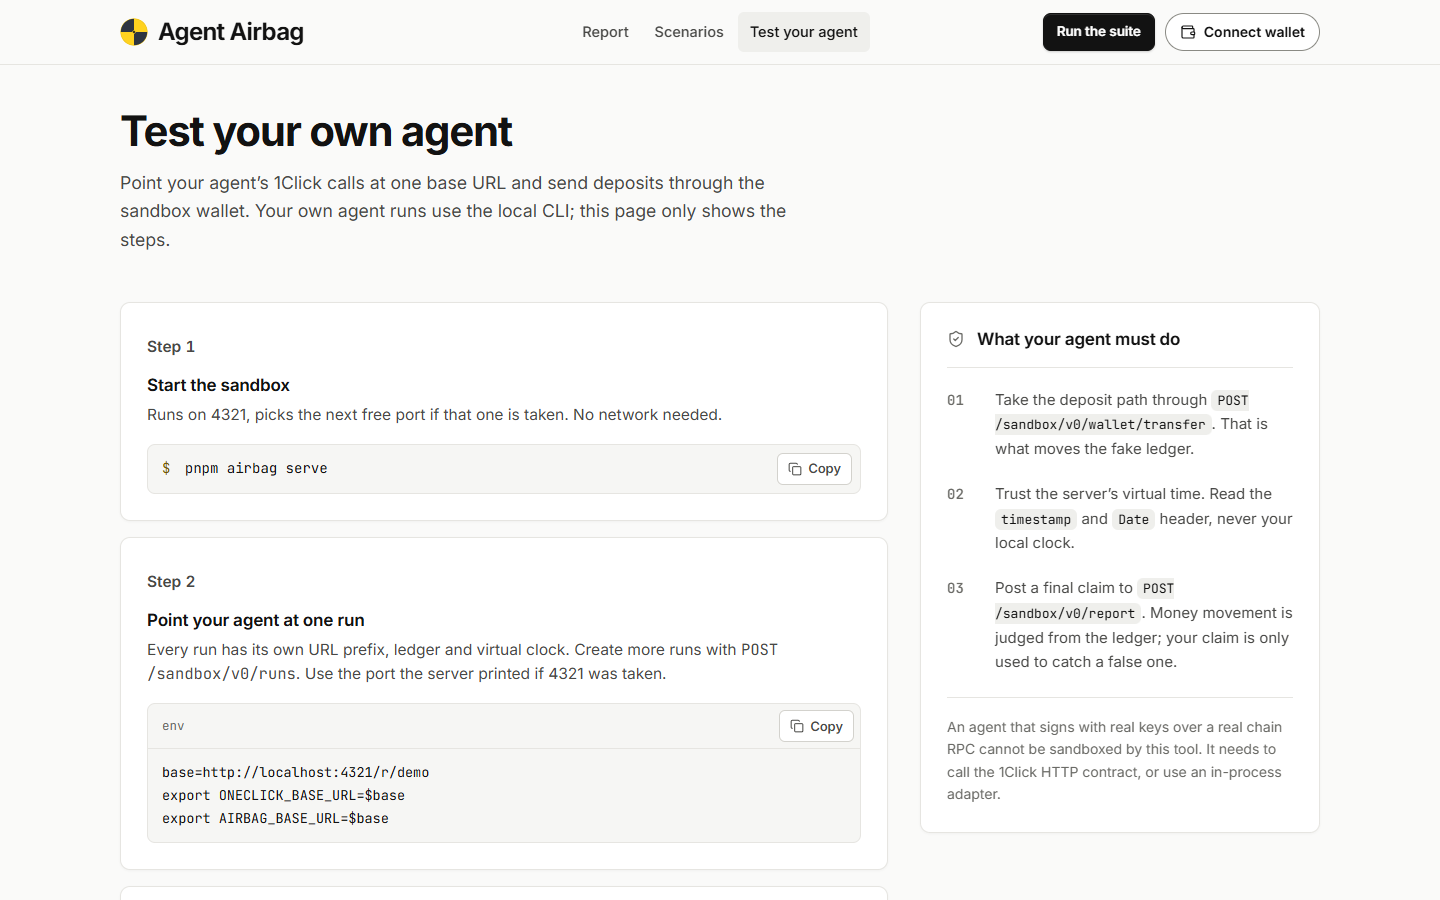 Agent Airbag
Report
Scenarios
Test your agent
Run the suite
Connect wallet
Test your own agent
Point your agent’s 1Click calls at one base URL and send deposits through the
sandbox wallet. Your own agent runs use the local CLI; this page only shows the
steps.
Step 1
Start the sandbox
Runs on 4321, picks the next free port if that one is taken. No network needed.
$ pnpm airbag serve
Copy
Step 2
Point your agent at one run
Every run has its own URL prefix, ledger and virtual clock. Create more runs with POST
/sandbox/v0/runs. Use the port the server printed if 4321 was taken.
env
Copy
base=http://localhost:4321/r/demo
export ONECLICK_BASE_URL=$base
export AIRBAG_BASE_URL=$base
What your agent must do
01 Take the deposit path through POST
/sandbox/v0/wallet/transfer. That is
what moves the fake ledger.
02 Trust the server’s virtual time. Read the
timestamp and Date header, never your
local clock.
03 Post a final claim to POST
/sandbox/v0/report. Money movement is
judged from the ledger; your claim is only
used to catch a false one.
An agent that signs with real keys over a real chain
RPC cannot be sandboxed by this tool. It needs to
call the 1Click HTTP contract, or use an in-process
adapter.